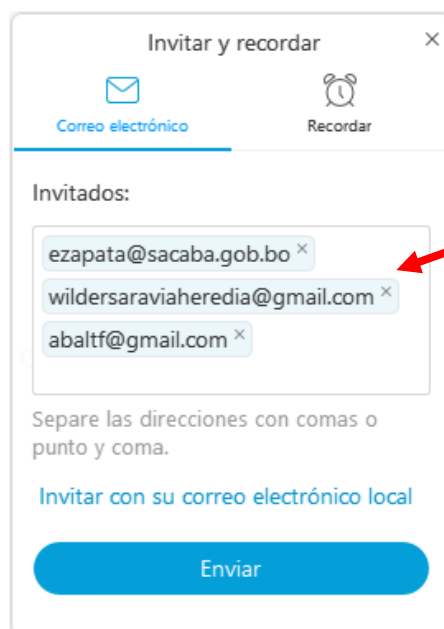 Invitar y recordar ×
Correo electrónico
Recordar
Invitados:
ezapata@sacaba.gob.bo ×
wildersaraviaheredia@gmail.com ×
abaltf@gmail.com ×
Separe las direcciones con comas o
punto y coma.
Invitar con su correo electrónico local
Enviar